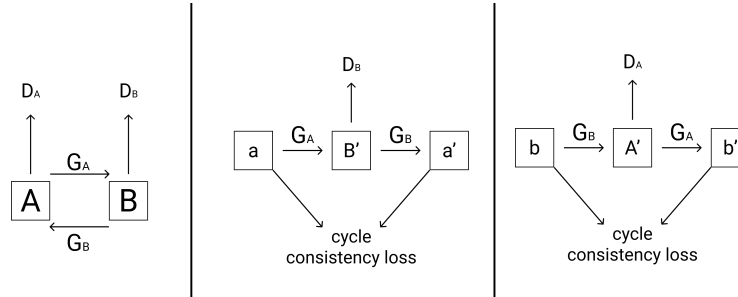 DA
DB
GA
A
B
GB
DB
GA
GB
a
B'
a'
cycle
consistency loss
DA
GB
GA
b
A'
b'
cycle
consistency loss